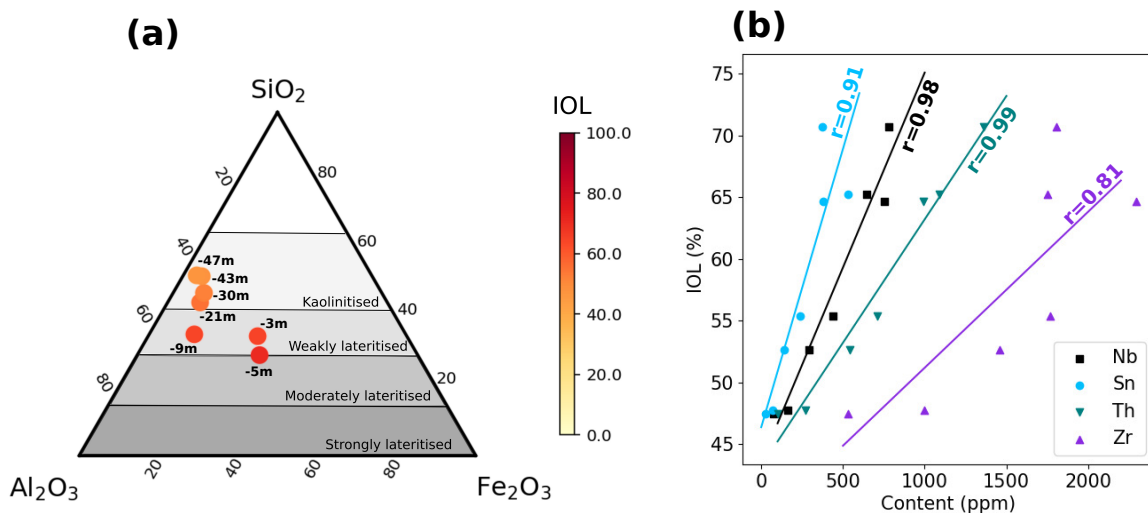 (a)
SiO₂
20
80
40
60
-47m
-43m
-30m
Kaolinitised
60
-21m
40
-3m
-9m
Weakly lateritised
-5m
80
20
Moderately lateritised
Strongly lateritised
20
40
60
80
Al₂O₃
Fe₂O₃
IOL
100.0
80.0
60.0
40.0
20.0
0.0
(b)
75
70
65
60
55
50
45
IOL (%)
r=0.91
r=0.98
r=0.99
r=0.81
Nb
Sn
Th
Zr
0
500
1000
1500
2000
Content (ppm)